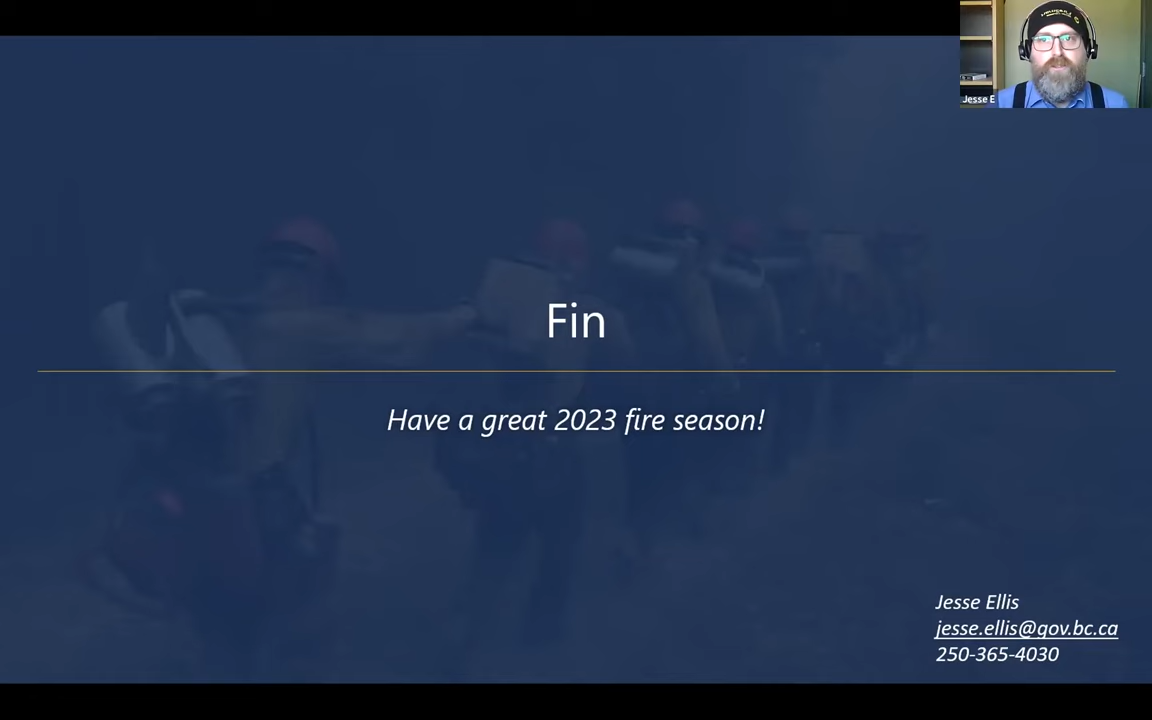 Jesse E
Fin
Have a great 2023 fire season!
Jesse Ellis
jesse.ellis@gov.bc.ca
250-365-4030